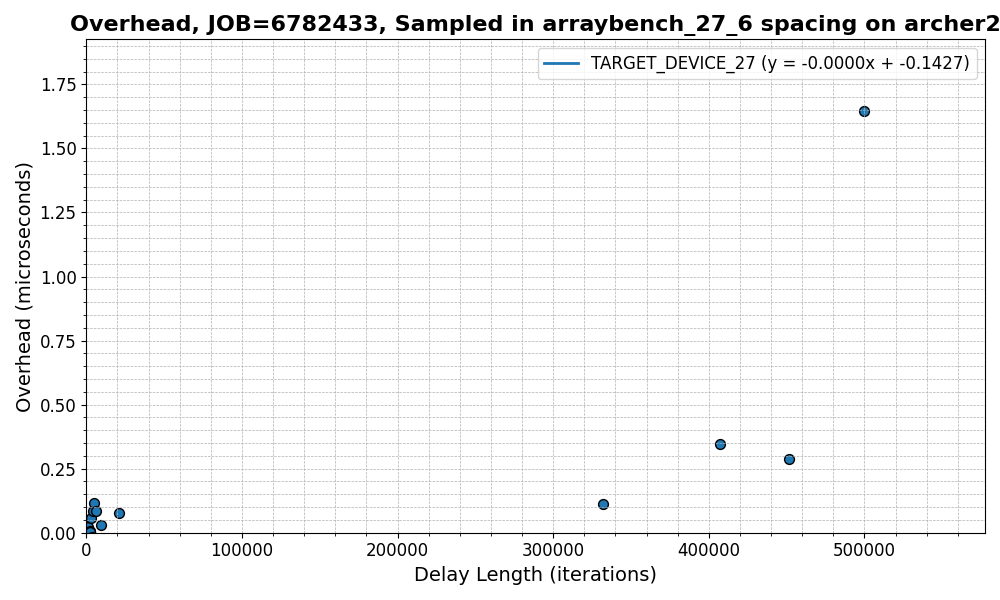 Overhead, JOB=6782433, Sampled in arraybench_27_6 spacing on archer2
TARGET_DEVICE_27 (y = -0.0000x + -0.1427)
Overhead (microseconds)
1.75
1.50
1.25
1.00
0.75
0.50
0.25
0.00
0 100000 200000 300000 400000 500000
Delay Length (iterations)